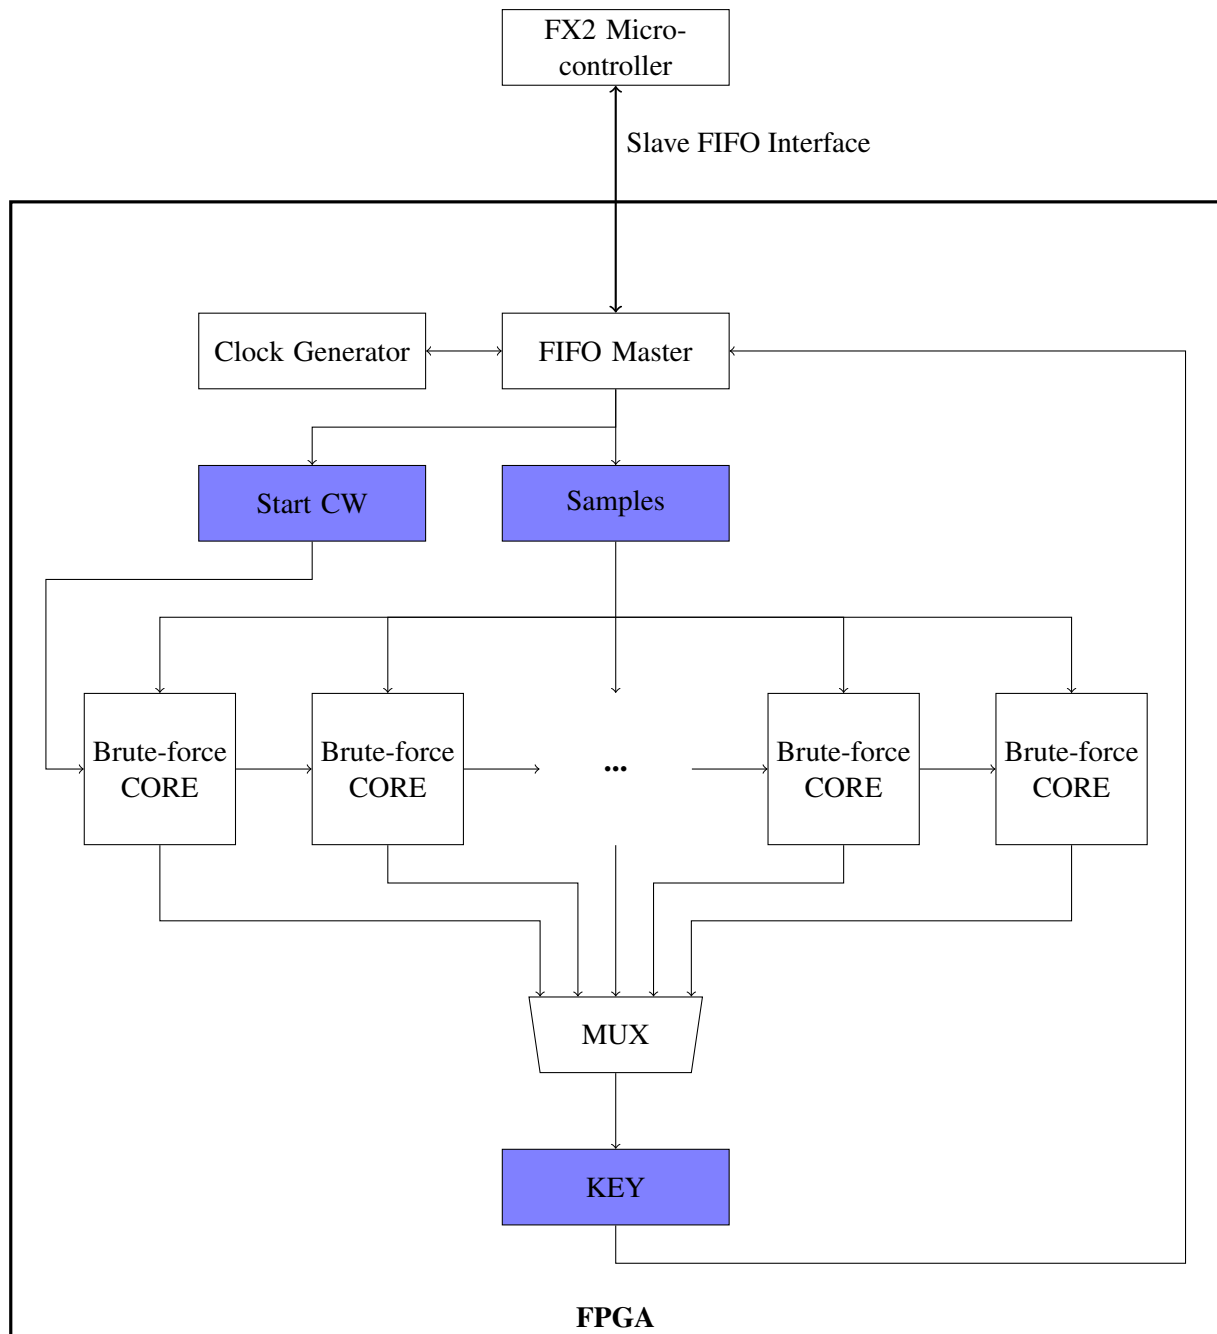 FX2 Micro-
controller
Slave FIFO Interface
Clock Generator
FIFO Master
Start CW
Samples
Brute-force
CORE
Brute-force
CORE
...
Brute-force
CORE
Brute-force
CORE
MUX
KEY
FPGA